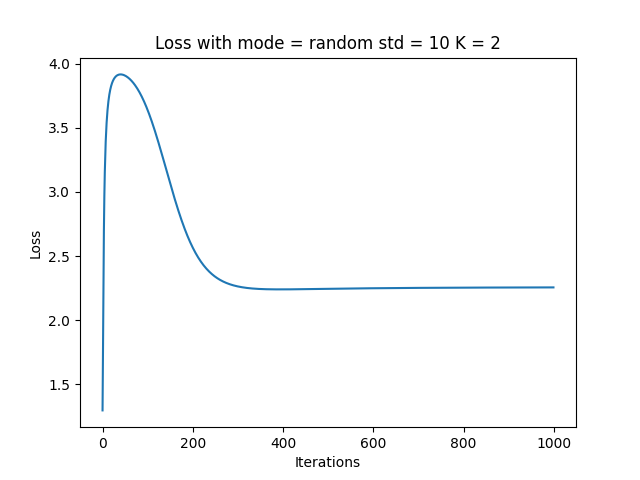 Loss with mode = random std = 10 K = 2
4.0
3.5
3.0
2.5
2.0
1.5
Loss
0 200 400 600 800 1000
Iterations